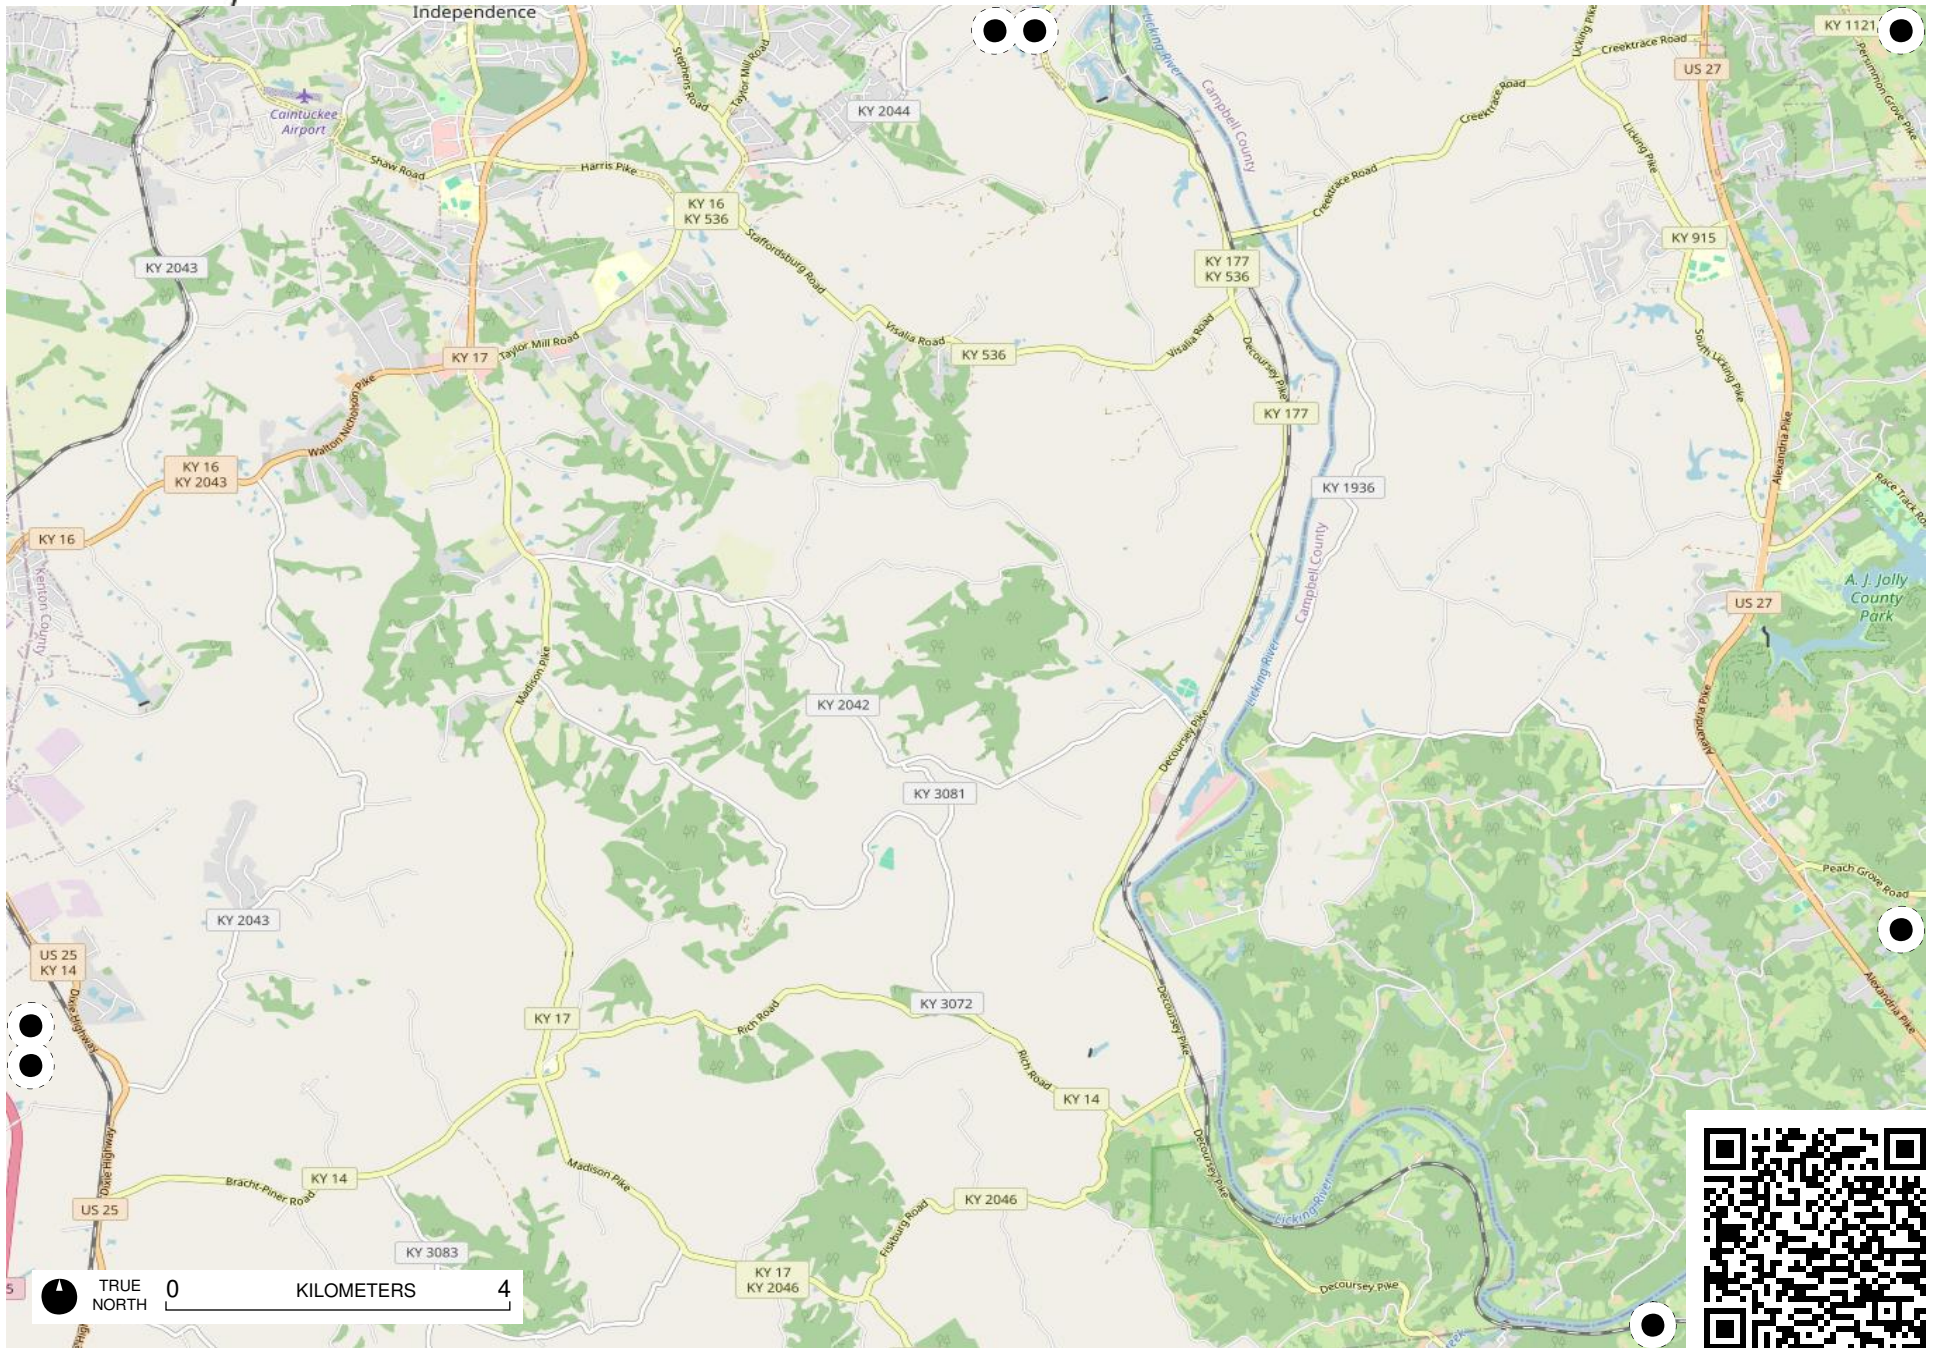 Independence
KY 1121
Creektrace Road
Licking Pike
US 27
Persimmon Grove Pike
Stephens Road
Taylor Mill Road
Licking River
Campbell County
KY 2044
Caintuckee
Airport
Creektrace Road
Licking Pike
Shaw Road
Harris Pike
Creektrace Road
KY 16
KY 536
KY 915
Staffordsburg Road
KY 2043
KY 177
KY 536
Visalia Road
Visalia Road
Taylor Mill Road
KY 17
KY 536
Decoursey Pike
South Licking Pike
Walton Nicholson Pike
KY 177
Alexandria Pike
KY 16
KY 2043
KY 1936
Race Track Ro
KY 16
Campbell County
A. J. Jolly
County
Park
Kenton County
US 27
Madison Pike
Licking River
KY 2042
Alexandria Pike
Decoursey Pike
KY 3081
Peach Grove Road
KY 2043
US 25
KY 14
Dixie Highway
Alexandria Pike
KY 17
Rich Road
KY 3072
Decoursey Pike
Rich Road
KY 14
Dixie Highway
Decoursey Pike
Madison Pike
KY 14
Bracht-Piner Road
US 25
KY 2046
Licking River
Fiskburg Road
KY 3083
KY 17
KY 2046
Decoursey Pike
5
TRUE
NORTH
0 KILOMETERS 4
eek